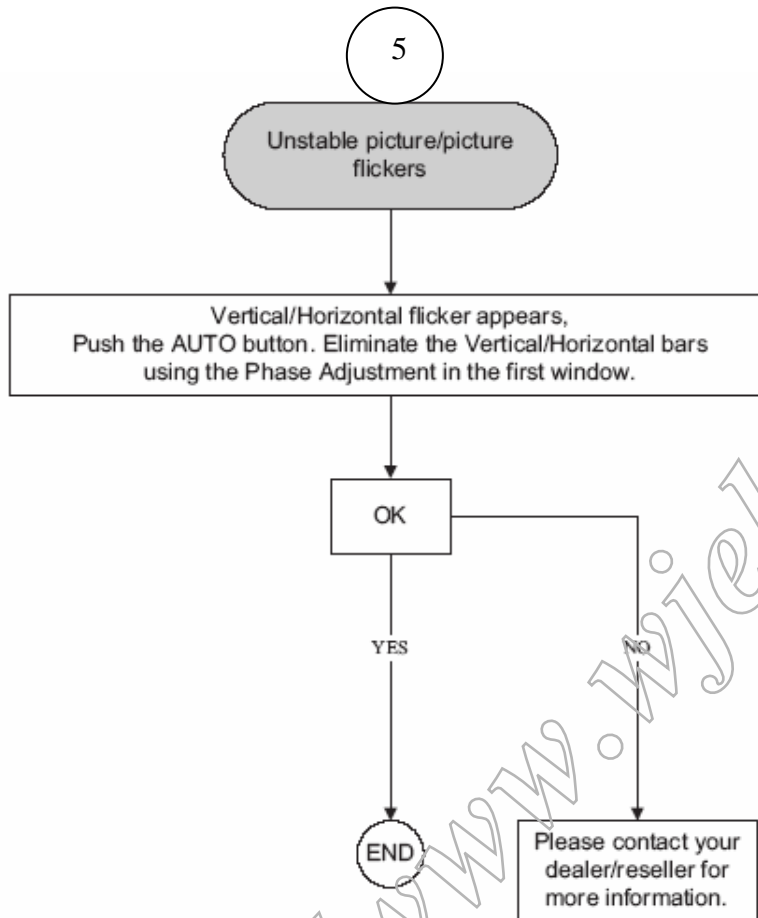 5
Unstable picture/picture
flickers
Vertical/Horizontal flicker appears,
Push the AUTO button. Eliminate the Vertical/Horizontal bars
using the Phase Adjustment in the first window.
OK
YES
NO
END
Please contact your
dealer/reseller for
more information.
www.wjel